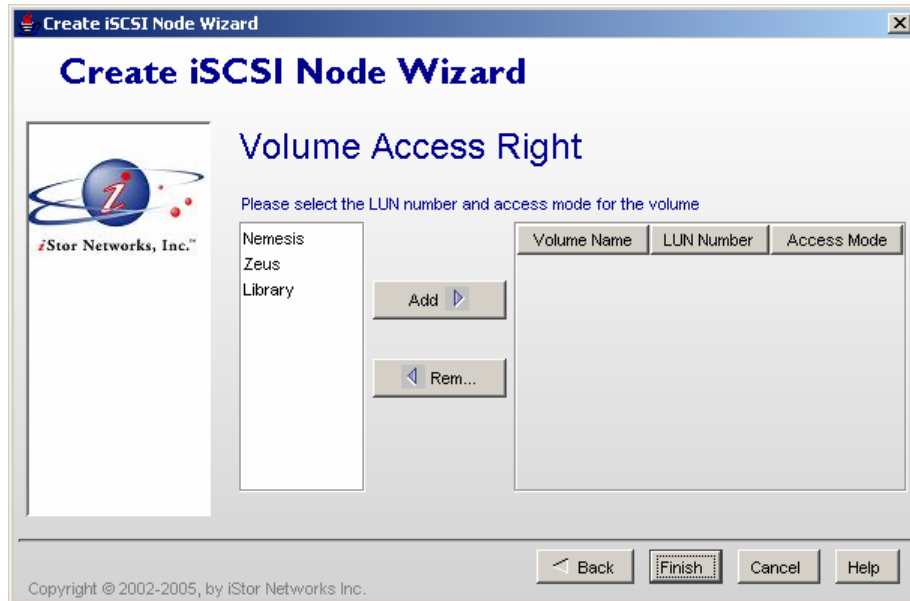 Create iSCSI Node Wizard
Create iSCSI Node Wizard
Volume Access Right
Please select the LUN number and access mode for the volume
i
iStor Networks, Inc.™
Nemesis
Zeus
Library
Add
Rem...
Volume Name LUN Number Access Mode
Back Finish Cancel Help
Copyright © 2002-2005, by iStor Networks Inc.